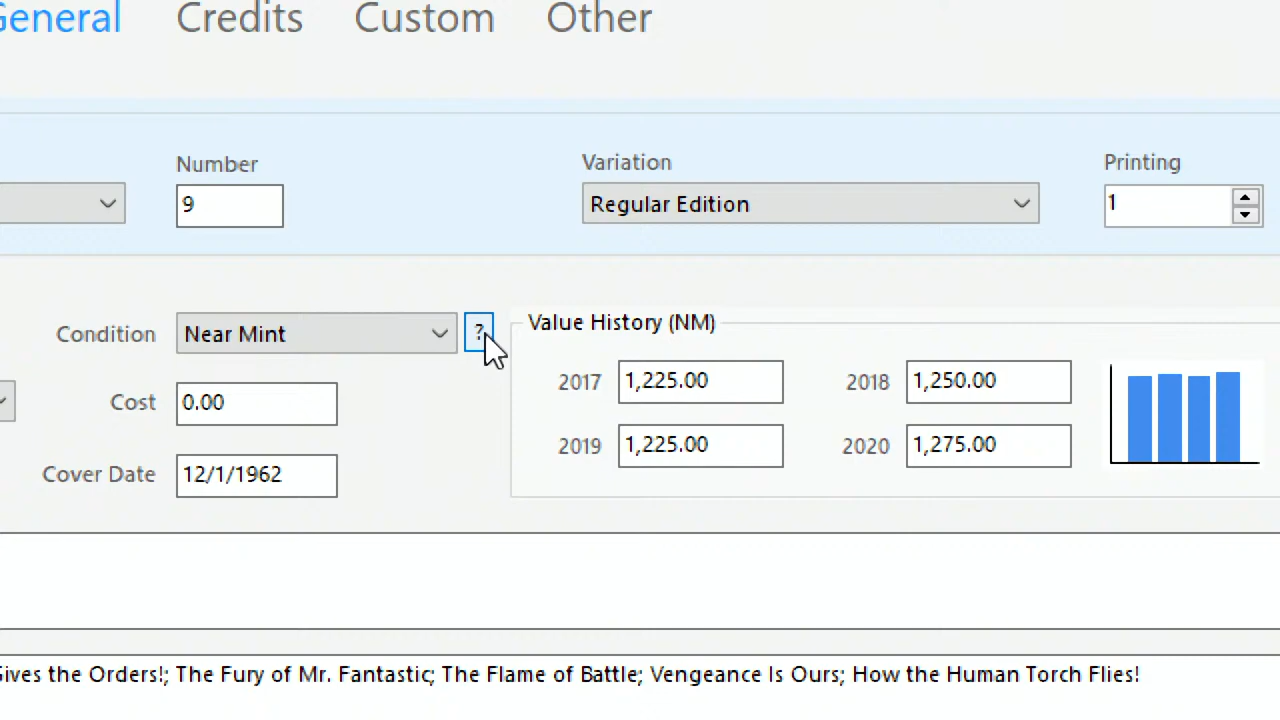 General Credits Custom Other
Number Variation Printing
9 Regular Edition 1
Condition Near Mint ? Value History (NM)
2017 1,225.00 2018 1,250.00
Cost 0.00
2019 1,225.00 2020 1,275.00
Cover Date 12/1/1962
Gives the Orders!; The Fury of Mr. Fantastic; The Flame of Battle; Vengeance Is Ours; How the Human Torch Flies!